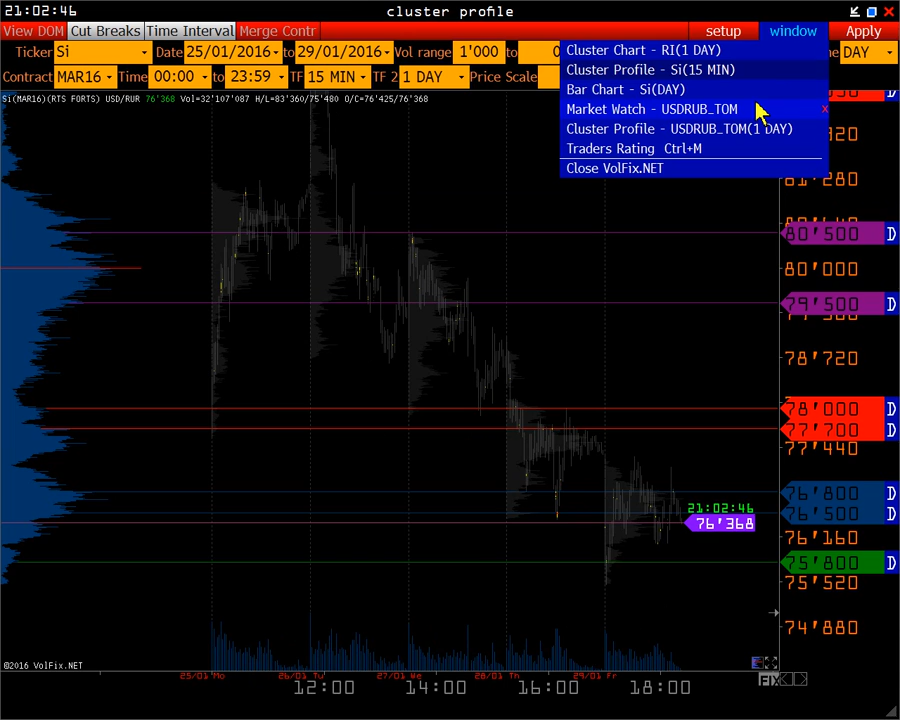 21:02:46 cluster profile
View DOM Cut Breaks Time Interval Merge Contr setup window Apply
Ticker Si Date 25/01/2016 to 29/01/2016 Vol range 1'000 to 0 DAY
Contract MAR16 Time 00:00 to 23:59 TF 15 MIN TF 2 1 DAY Price Scale
Cluster Chart - RI(1 DAY)
Cluster Profile - Si(15 MIN)
Bar Chart - Si(DAY)
Market Watch - USDRUB_TOM x
Cluster Profile - USDRUB_TOM(1 DAY)
Traders Rating Ctrl+M
Close VolFix.NET
Si(MAR16)(RTS FORTS) USD/RUR 76'368 Vol=32'107'087 H/L=83'360/75'480 O/C=76'425/76'368
81'280
80'500 D
80'000
79'500 D
78'720
78'000 D
77'700 D
77'440
76'800 D
21:02:46
76'500 D
76'368
76'160
75'800 D
75'520
74'880
©2016 VolFix.NET
25/01 Mo 26/01 Tu 27/01 We 28/01 Th 29/01 Fr
12:00 14:00 16:00 18:00
FIX